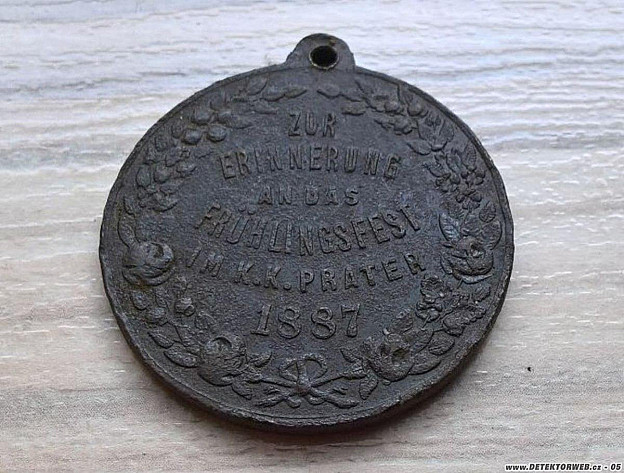 ZUR
ERINNERUNG
AN DAS
FRÜHLINGSFEST
IM K.K. PRATER
1887
www.DETEKTORWEB.cz - 05